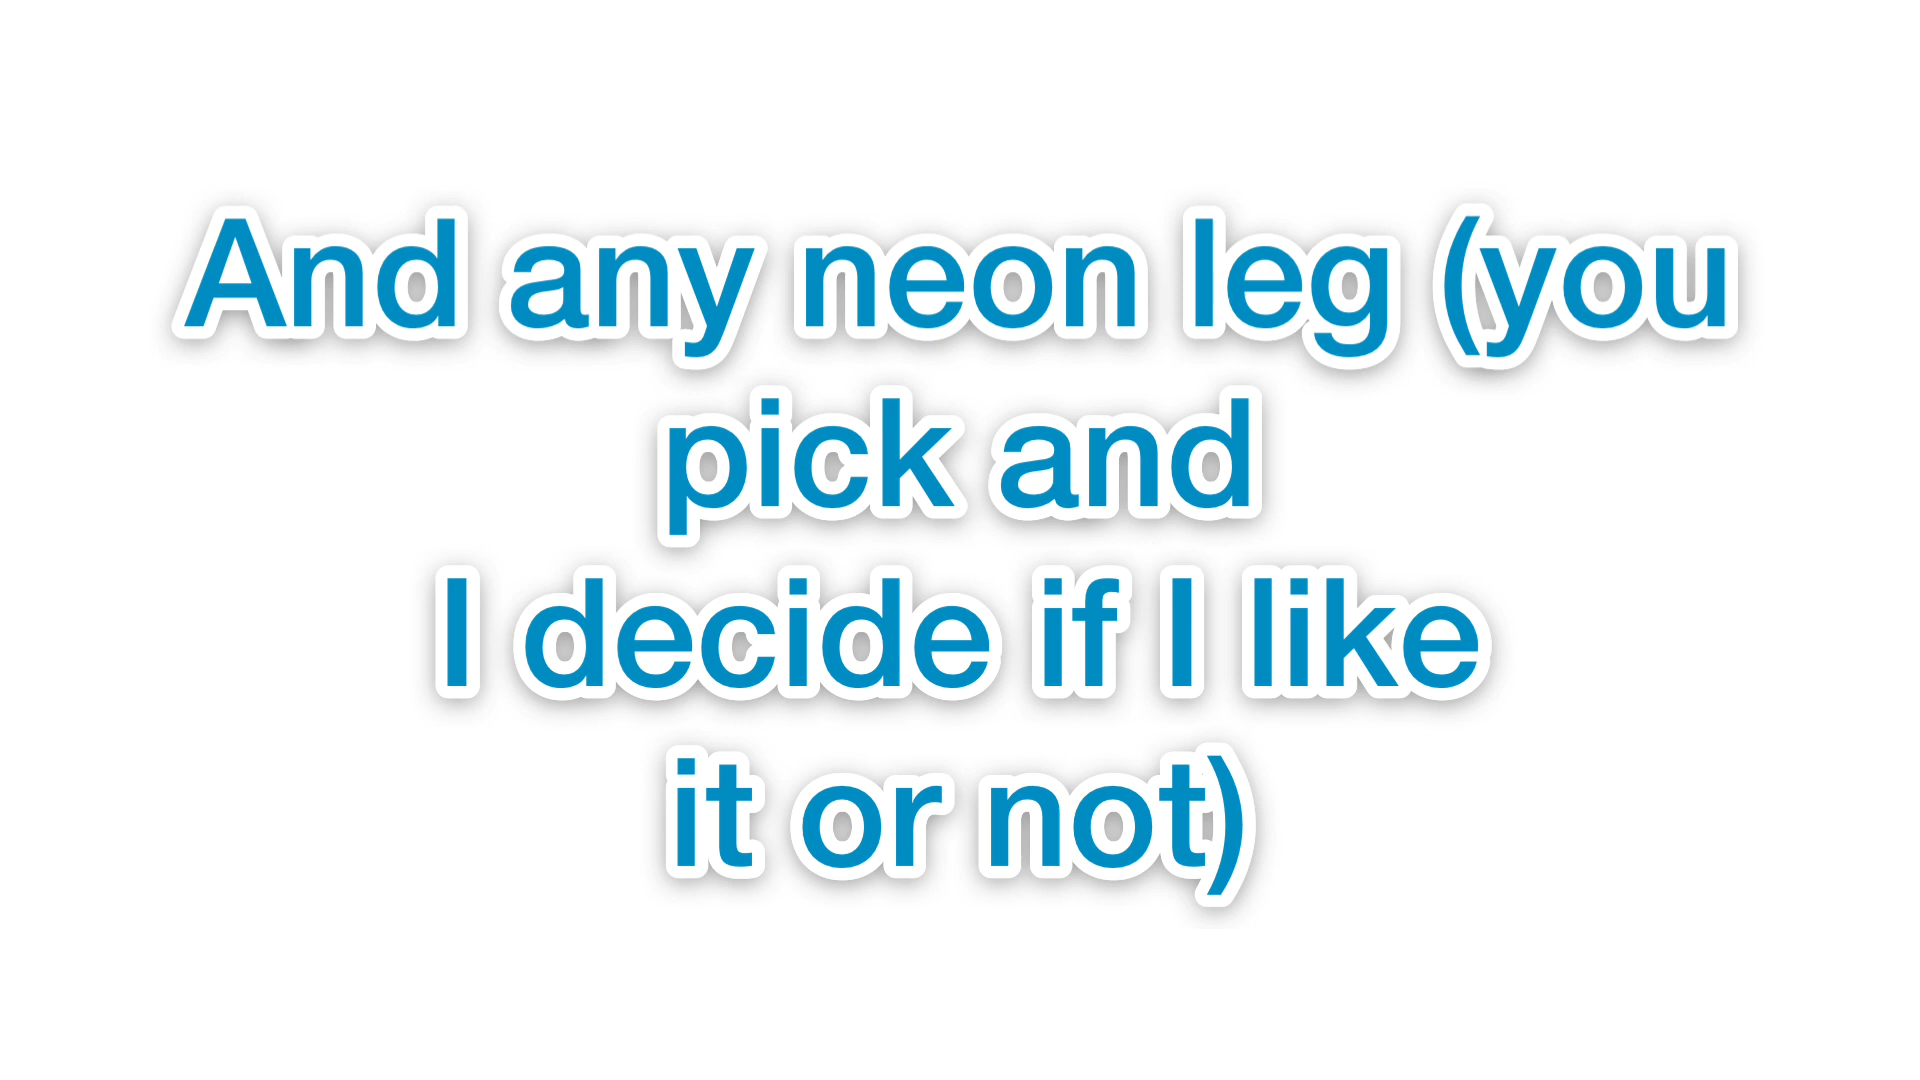 And any neon leg (you
pick and
I decide if I like
it or not)